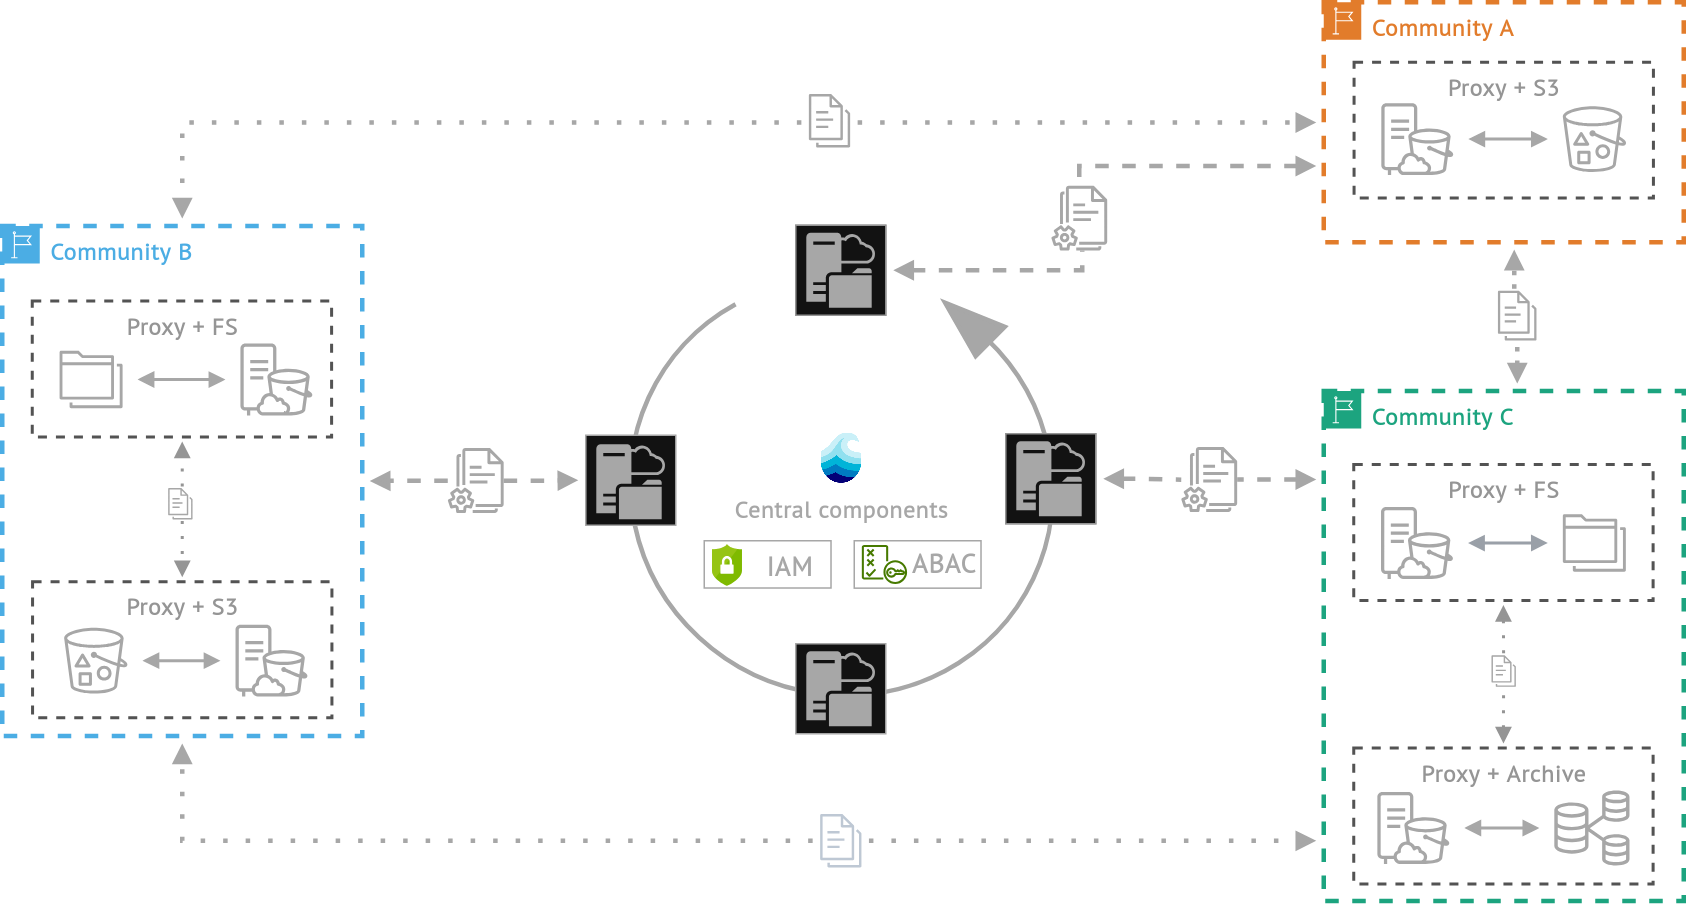 Community A
Proxy + S3
Community B
Proxy + FS
Proxy + S3
Central components
IAM
ABAC
Community C
Proxy + FS
Proxy + Archive